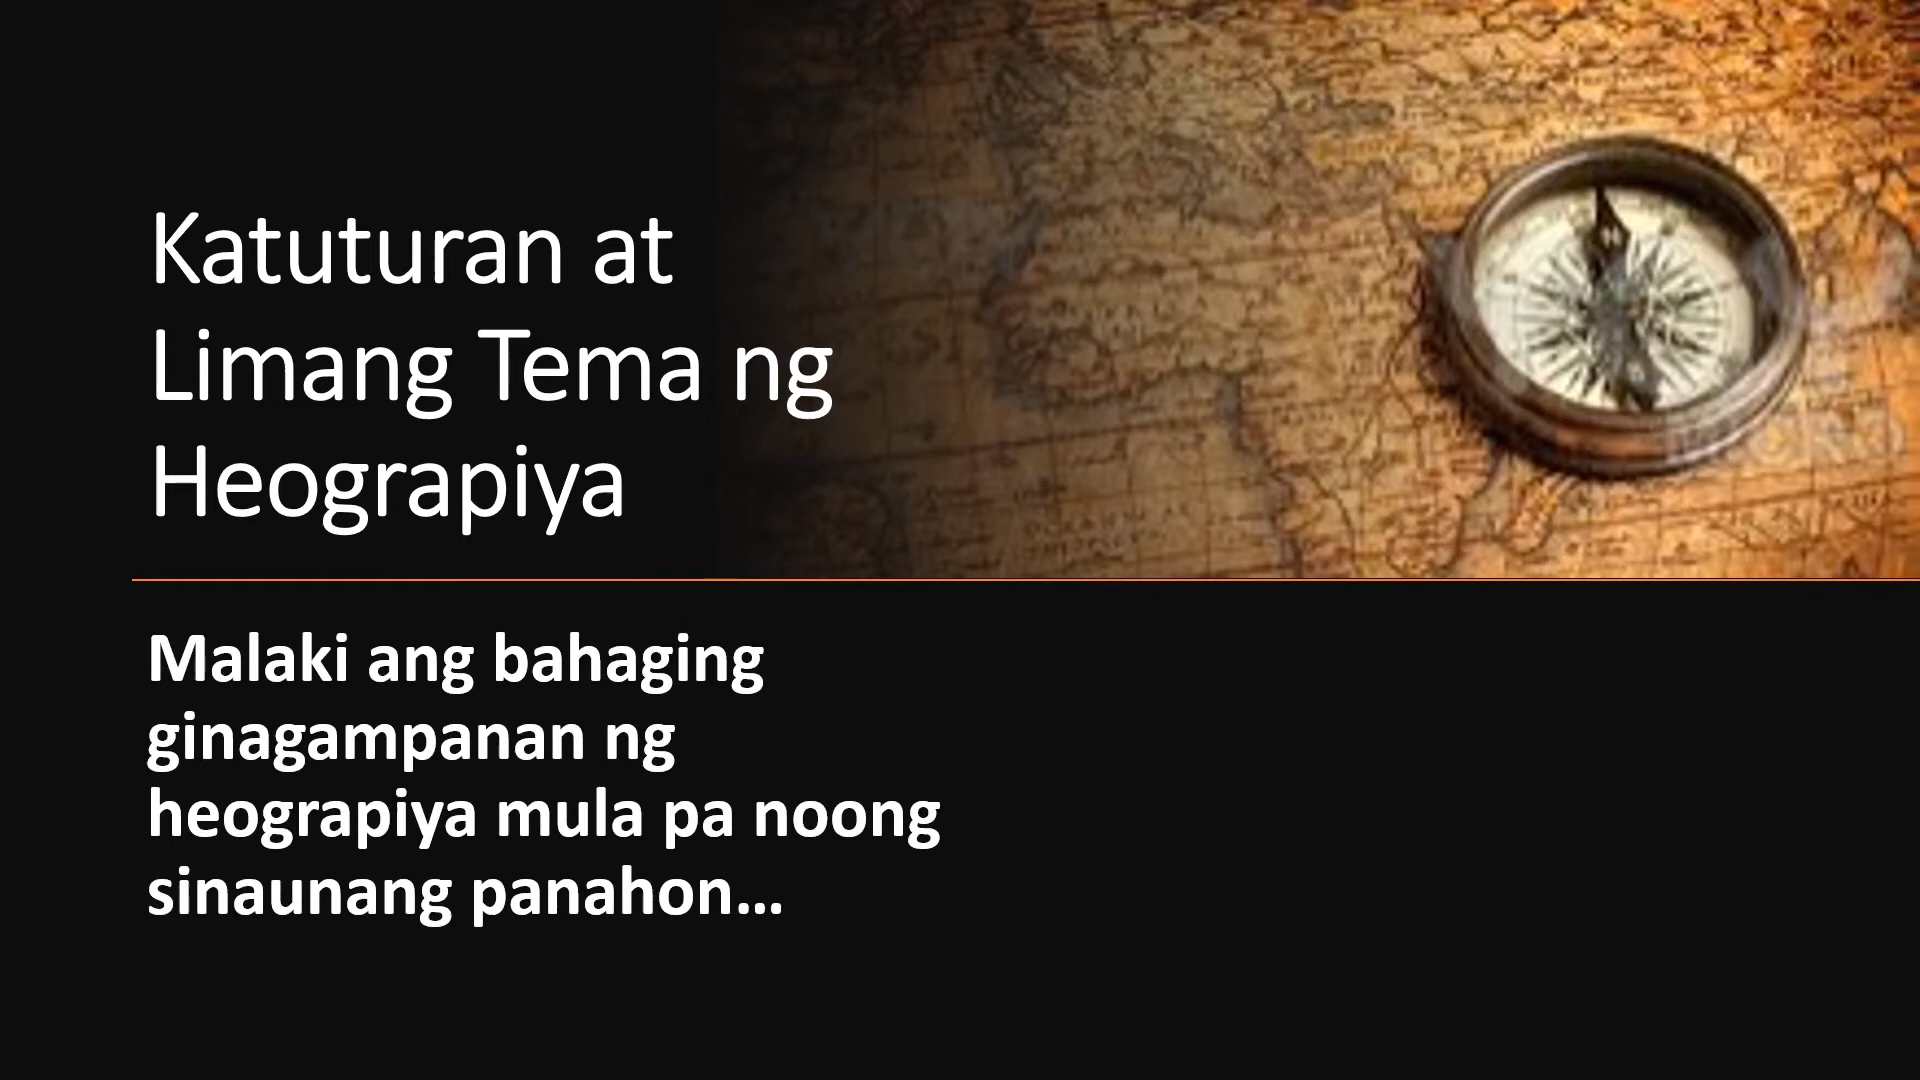 Katuturan at
Limang Tema ng
Heograpiya
Malaki ang bahaging
ginagampanan ng
heograpiya mula pa noong
sinaunang panahon...